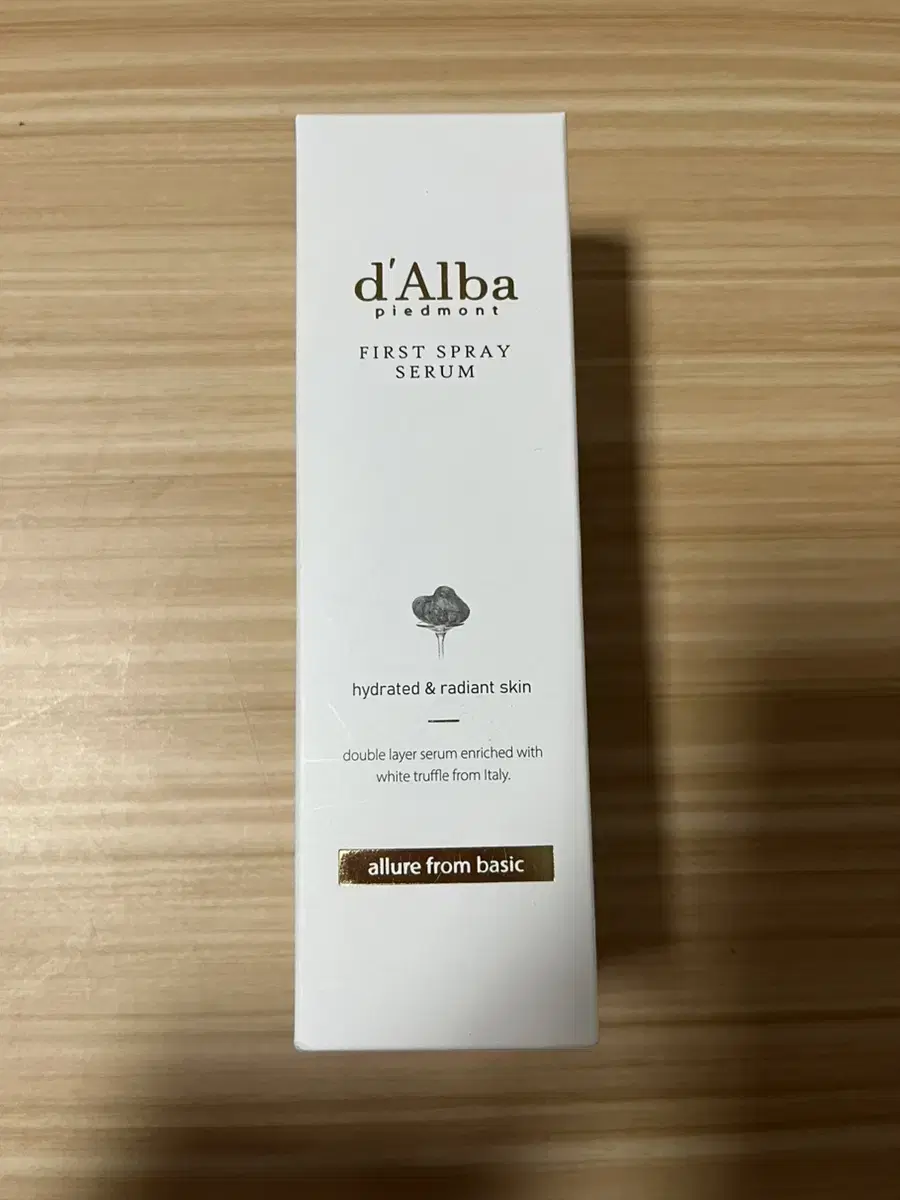 d'Alba
piedmont
FIRST SPRAY
SERUM
hydrated & radiant skin
double layer serum enriched with
white truffle from Italy.
allure from basic